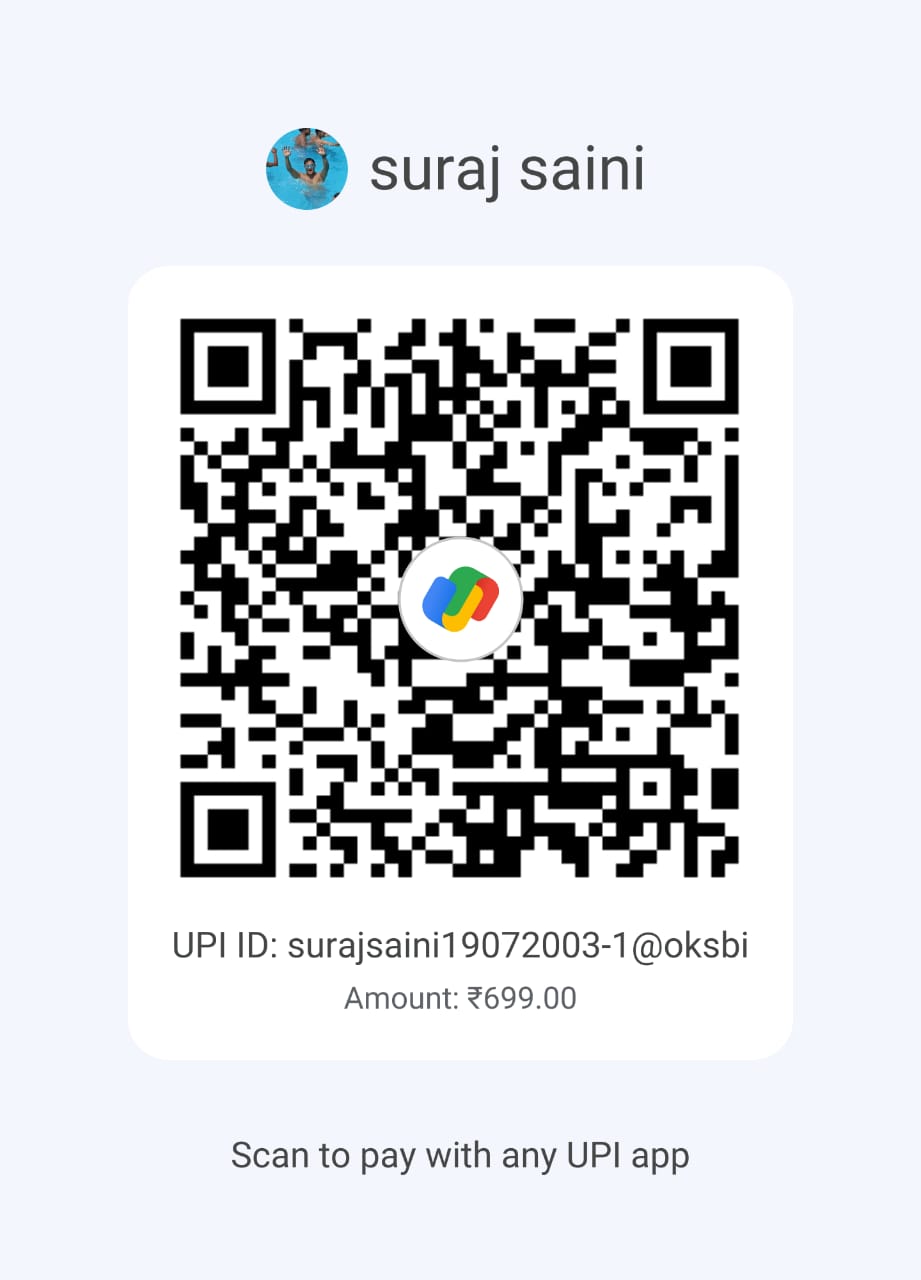 suraj saini
UPI ID: surajsaini19072003-1@oksbi
Amount: ₹699.00
Scan to pay with any UPI app